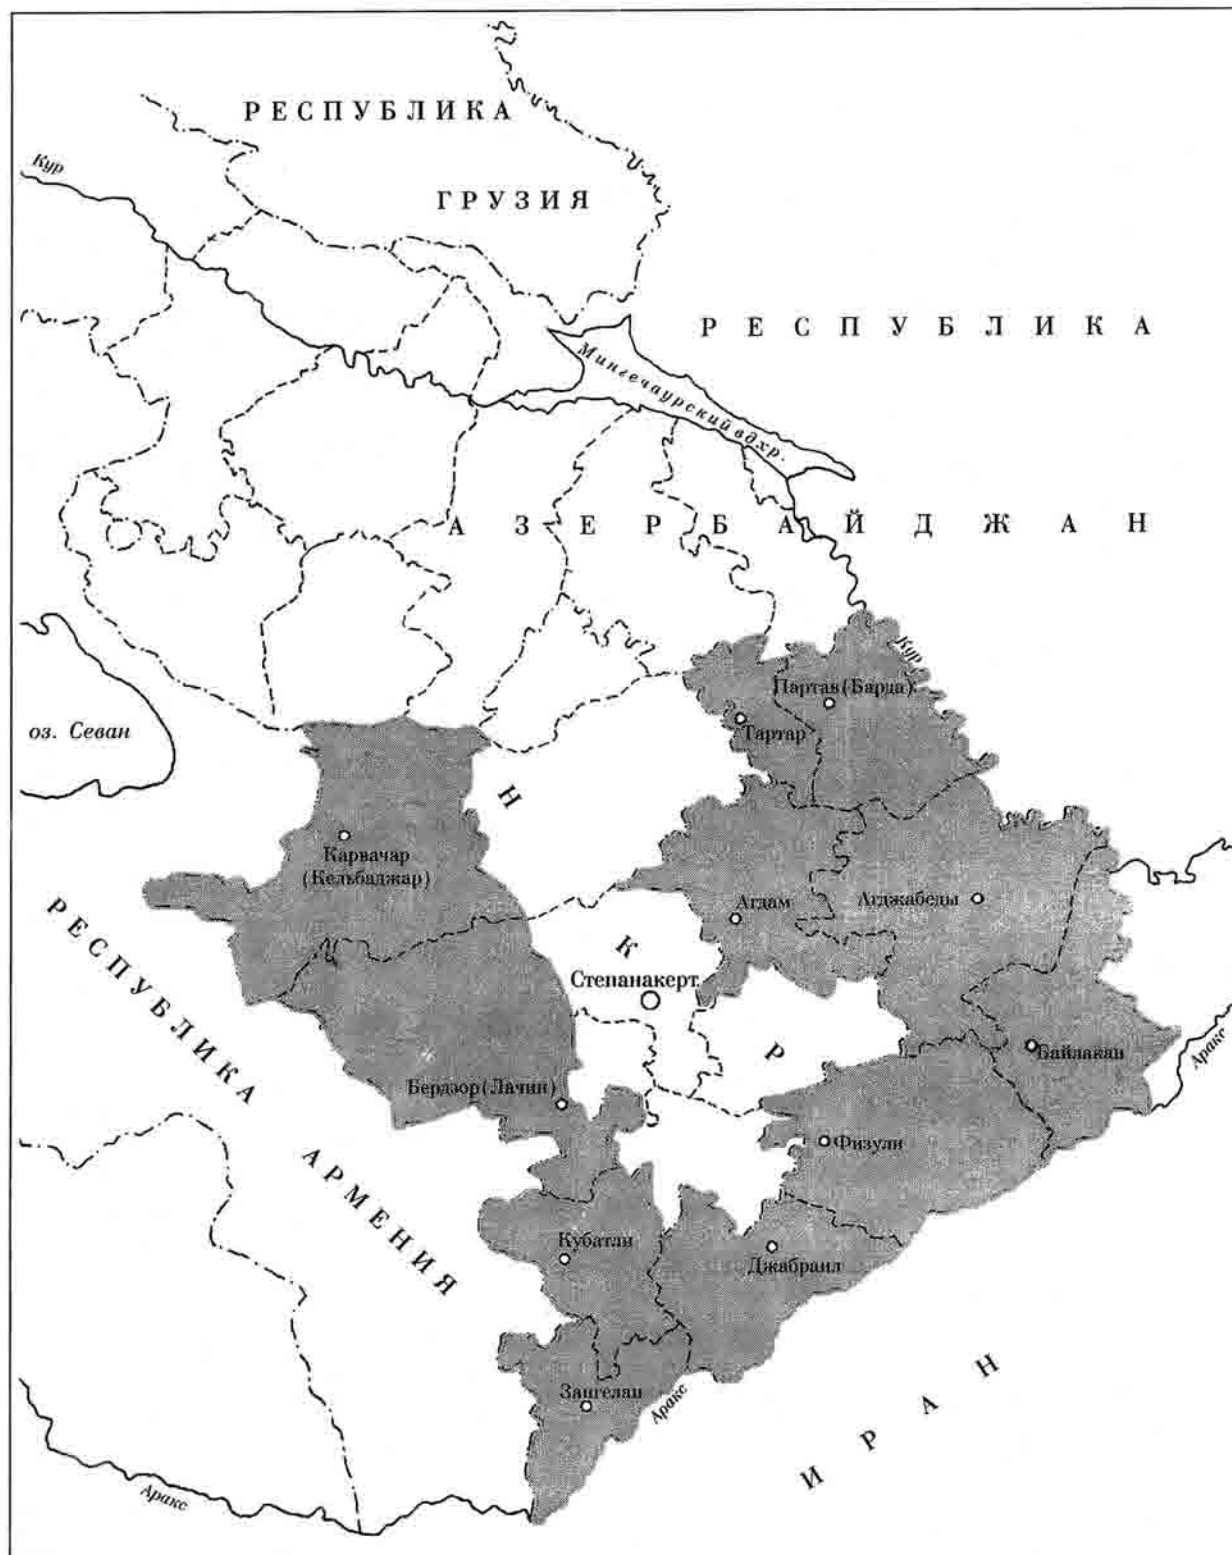 РЕСПУБЛИКА
Кур
ГРУЗИЯ
РЕСПУБЛИКА
Мингечаурский вдхр.
АЗЕРБАЙДЖАН
Кур
Партав (Барда)
оз. Севан
Тартар
Н
Карвачар
(Кельбаджар)
Агдам
Агджабеды
К
РЕСПУБЛИКА
Степанакерт
Р
Байлакан
Аракс
Бердзор (Лачин)
Физули
АРМЕНИЯ
Кубатли
Джабраил
Зангелан
Аракс
ИРАН
Аракс